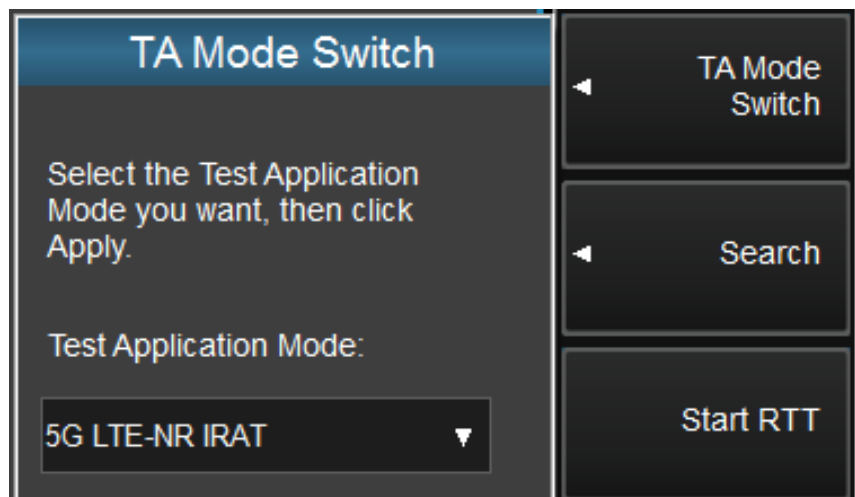 TA Mode Switch
Select the Test Application
Mode you want, then click
Apply.
Test Application Mode:
5G LTE-NR IRAT
TA Mode
Switch
Search
Start RTT